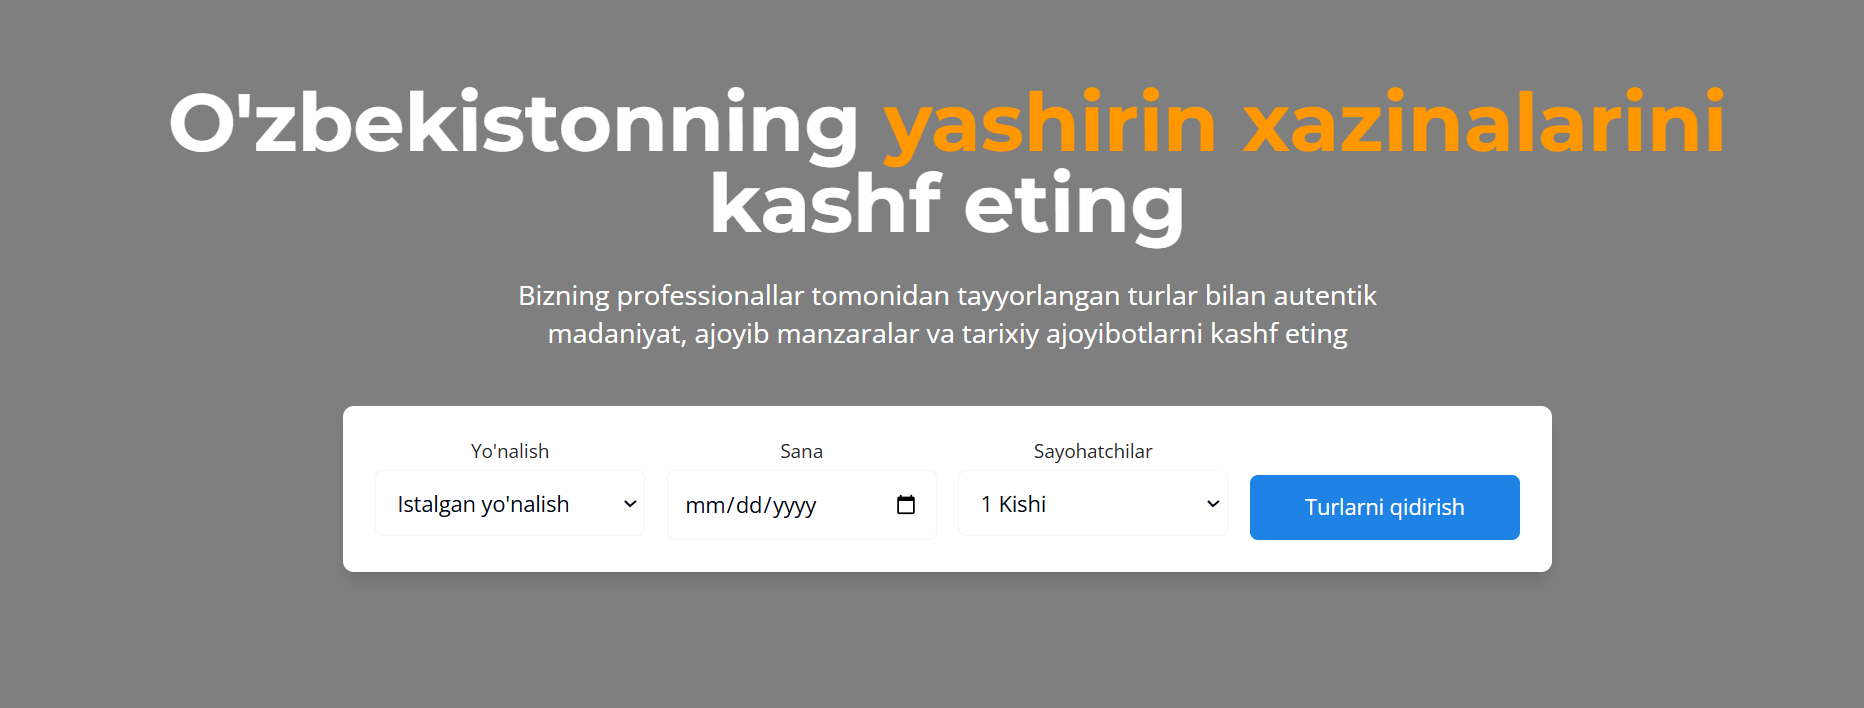 O'zbekistonning yashirin xazinalarini
kashf eting
Bizning professionallar tomonidan tayyorlangan turlar bilan autentik
madaniyat, ajoyib manzaralar va tarixiy ajoyibotlarni kashf eting
Yo'nalish
Istalgan yo'nalish
Sana
mm/dd/yyyy
Sayohatchilar
1 Kishi
Turlarni qidirish